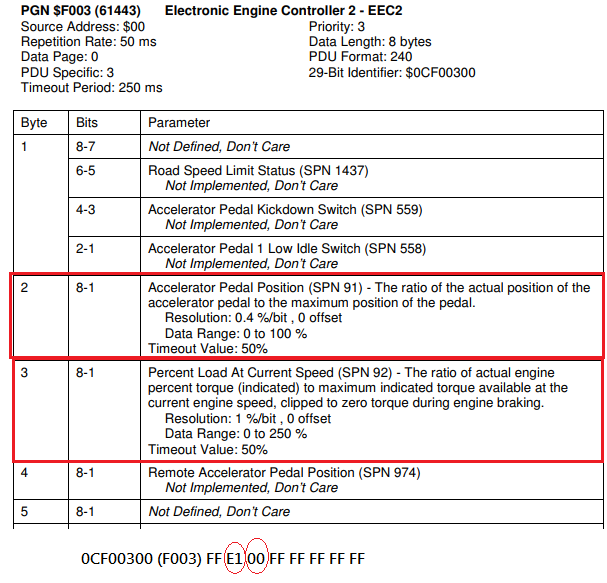 PGN $F003 (61443) Electronic Engine Controller 2 - EEC2
Source Address: $00 Priority: 3
Repetition Rate: 50 ms Data Length: 8 bytes
Data Page: 0 PDU Format: 240
PDU Specific: 3 29-Bit Identifier: $0CF00300
Timeout Period: 250 ms
Byte Bits Parameter
1 8-7 Not Defined, Don't Care
6-5 Road Speed Limit Status (SPN 1437)
Not Implemented, Don't Care
4-3 Accelerator Pedal Kickdown Switch (SPN 559)
Not Implemented, Don't Care
2-1 Accelerator Pedal 1 Low Idle Switch (SPN 558)
Not Implemented, Don't Care
2 8-1 Accelerator Pedal Position (SPN 91) - The ratio of the actual position of the
accelerator pedal to the maximum position of the pedal.
Resolution: 0.4 %/bit , 0 offset
Data Range: 0 to 100 %
Timeout Value: 50%
3 8-1 Percent Load At Current Speed (SPN 92) - The ratio of actual engine
percent torque (indicated) to maximum indicated torque available at the
current engine speed, clipped to zero torque during engine braking.
Resolution: 1 %/bit , 0 offset
Data Range: 0 to 250 %
Timeout Value: 50%
4 8-1 Remote Accelerator Pedal Position (SPN 974)
Not Implemented, Don't Care
5 8-1 Not Defined, Don't Care
0CF00300 (F003) FF E1 00 FF FF FF FF FF